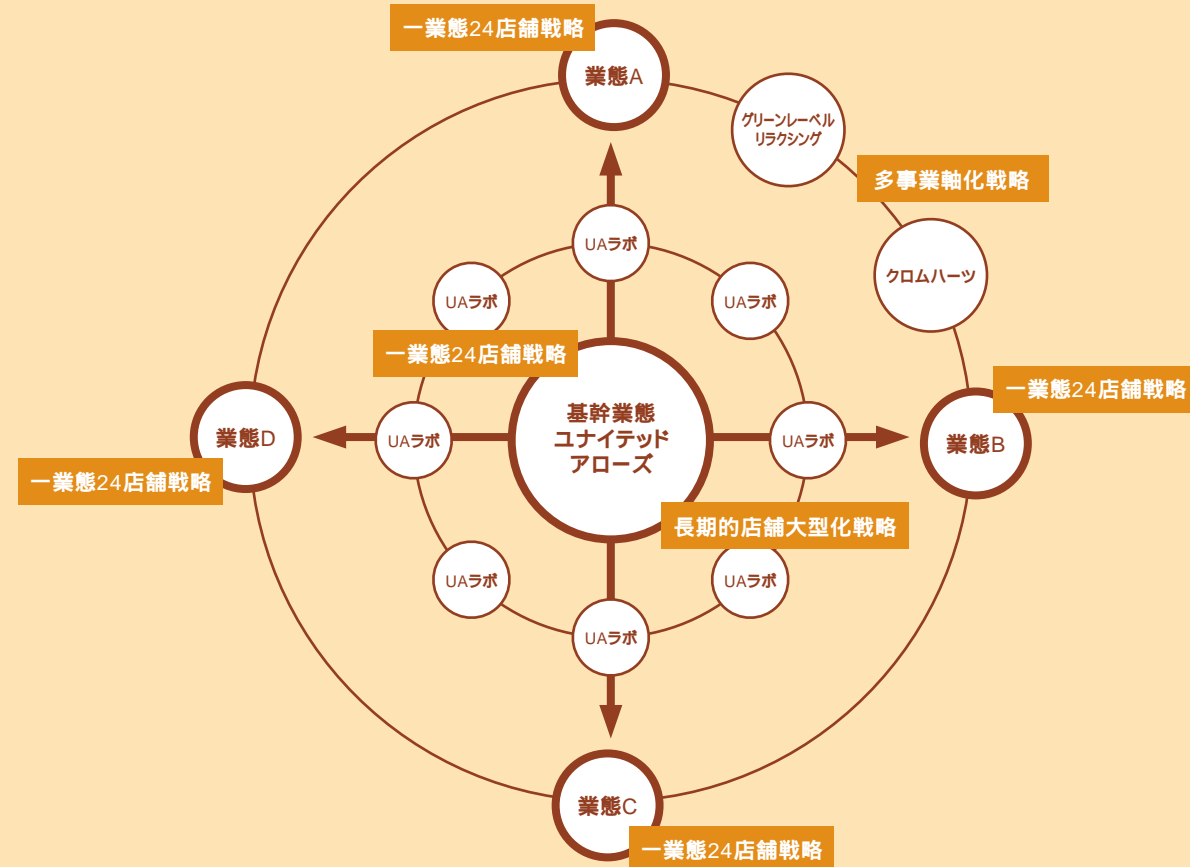 一業態24店舗戦略
業態A
グリーンレーベル
リラクシング
多事業軸化戦略
UAラボ
クロムハーツ
UAラボ
UAラボ
一業態24店舗戦略
一業態24店舗戦略
基幹業態
ユナイテッド
アローズ
業態D
UAラボ
UAラボ
業態B
一業態24店舗戦略
長期的店舗大型化戦略
UAラボ
UAラボ
UAラボ
業態C
一業態24店舗戦略